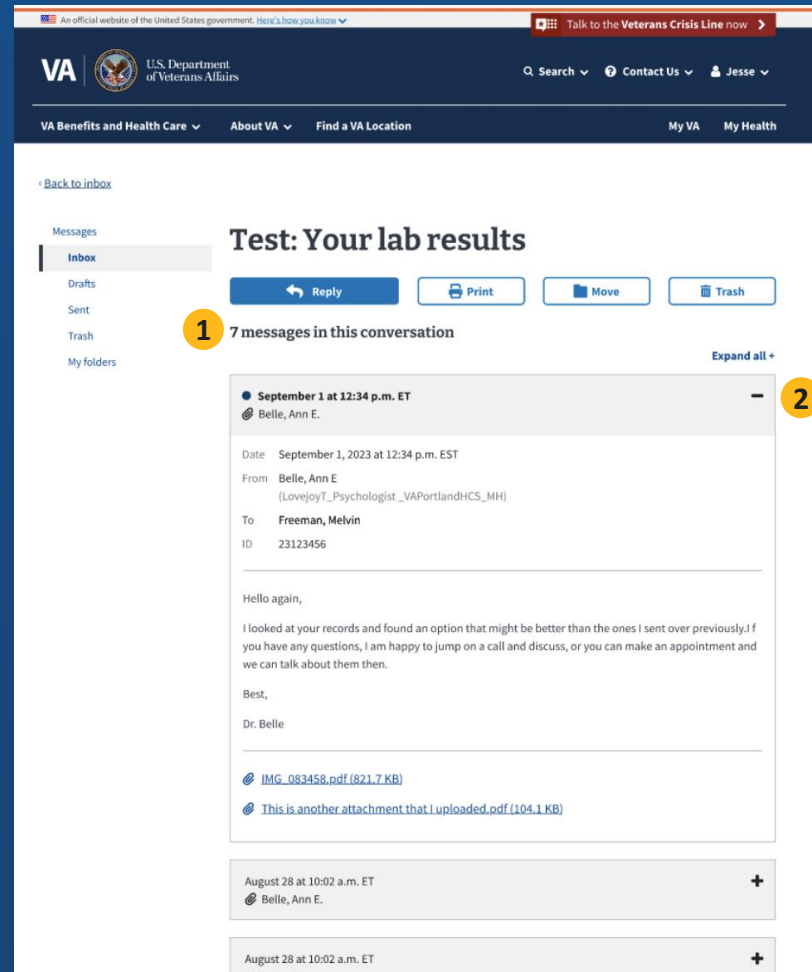 An official website of the United States government. Here's how you know
Talk to the Veterans Crisis Line now
VA
U.S. Department
of Veterans Affairs
Search
Contact Us
Jesse
VA Benefits and Health Care
About VA
Find a VA Location
My VA
My Health
‹ Back to inbox
Messages
Inbox
Drafts
Sent
Trash
My folders
Test: Your lab results
Reply
Print
Move
Trash
1
7 messages in this conversation
Expand all +
2
September 1 at 12:34 p.m. ET
Belle, Ann E.
Date September 1, 2023 at 12:34 p.m. EST
From Belle, Ann E
(LovejoyT_Psychologist _VAPortlandHCS_MH)
To Freeman, Melvin
ID 23123456
Hello again,
I looked at your records and found an option that might be better than the ones I sent over previously.I f
you have any questions, I am happy to jump on a call and discuss, or you can make an appointment and
we can talk about them then.
Best,
Dr. Belle
IMG_083458.pdf (821.7 KB)
This is another attachment that I uploaded.pdf (104.1 KB)
August 28 at 10:02 a.m. ET
Belle, Ann E.
August 28 at 10:02 a.m. ET